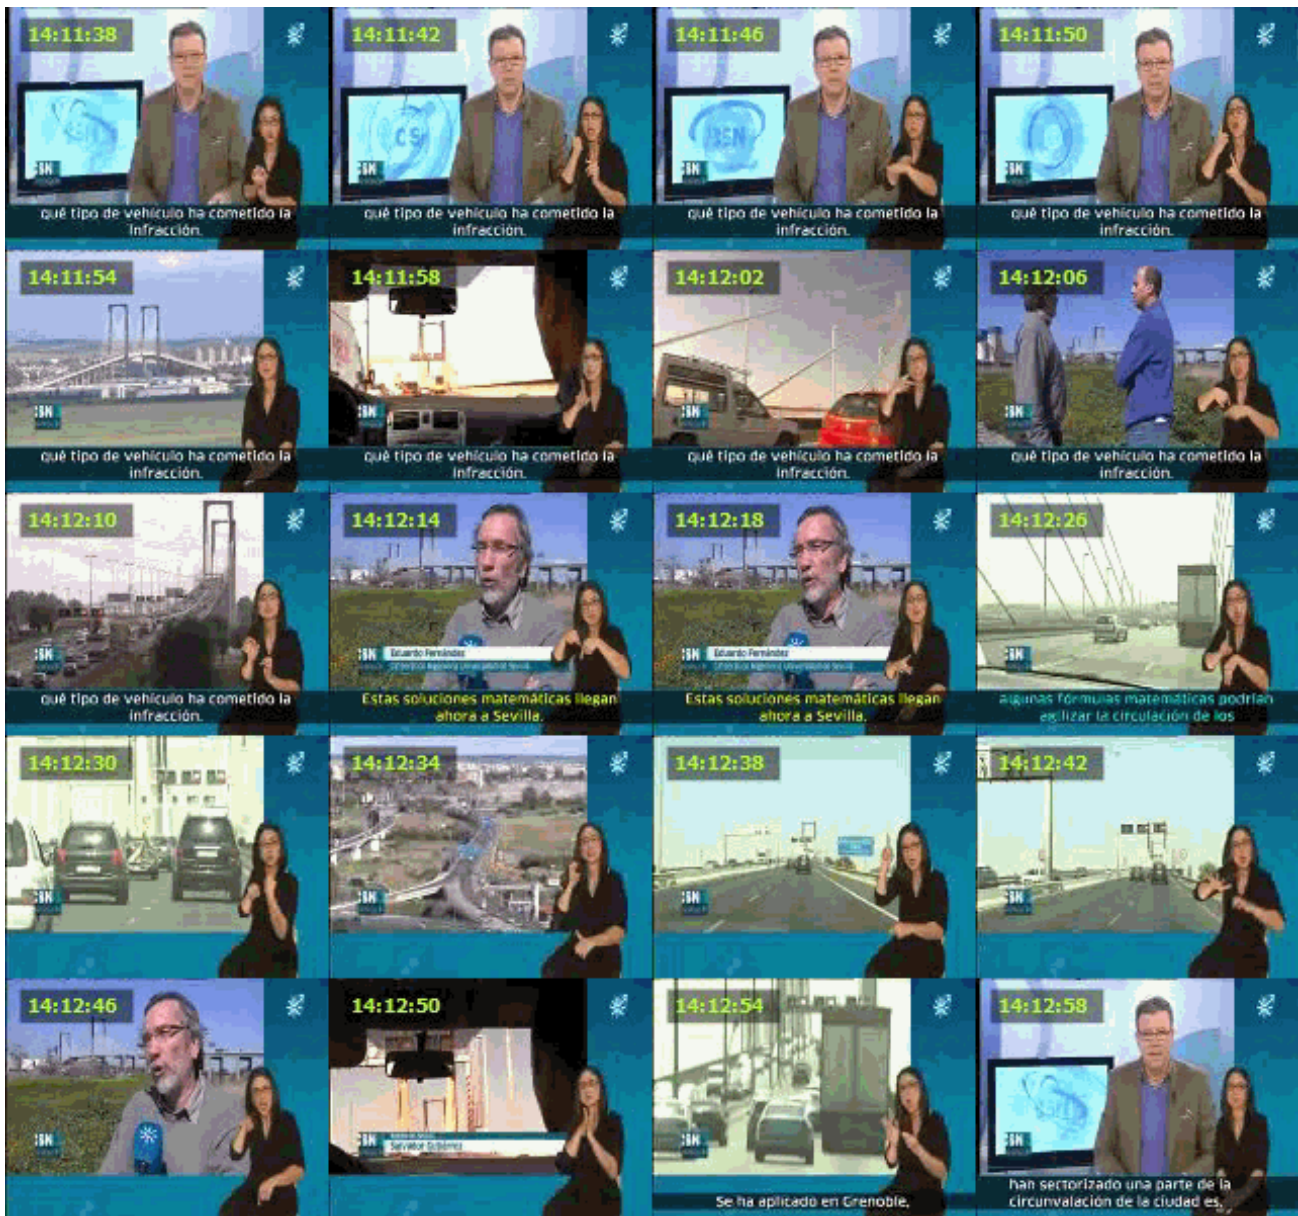 14:11:38
qué tipo de vehículo ha cometido la
infracción.
14:11:42
qué tipo de vehículo ha cometido la
infracción.
14:11:46
qué tipo de vehículo ha cometido la
infracción.
14:11:50
qué tipo de vehículo ha cometido la
infracción.
14:11:54
qué tipo de vehículo ha cometido la
infracción.
14:11:58
qué tipo de vehículo ha cometido la
infracción.
14:12:02
qué tipo de vehículo ha cometido la
infracción.
14:12:06
qué tipo de vehículo ha cometido la
infracción.
14:12:10
qué tipo de vehículo ha cometido la
infracción.
14:12:14
Eduardo Fernández
Estas soluciones matemáticas llegan
ahora a Sevilla.
14:12:18
Eduardo Fernández
Estas soluciones matemáticas llegan
ahora a Sevilla.
14:12:26
algunas fórmulas matemáticas podrían
agilizar la circulación de los
14:12:30
14:12:34
14:12:38
14:12:42
14:12:46
14:12:50
Salvador Gutiérrez
14:12:54
Se ha aplicado en Grenoble,
14:12:58
han sectorizado una parte de la
circunvalación de la ciudad es,